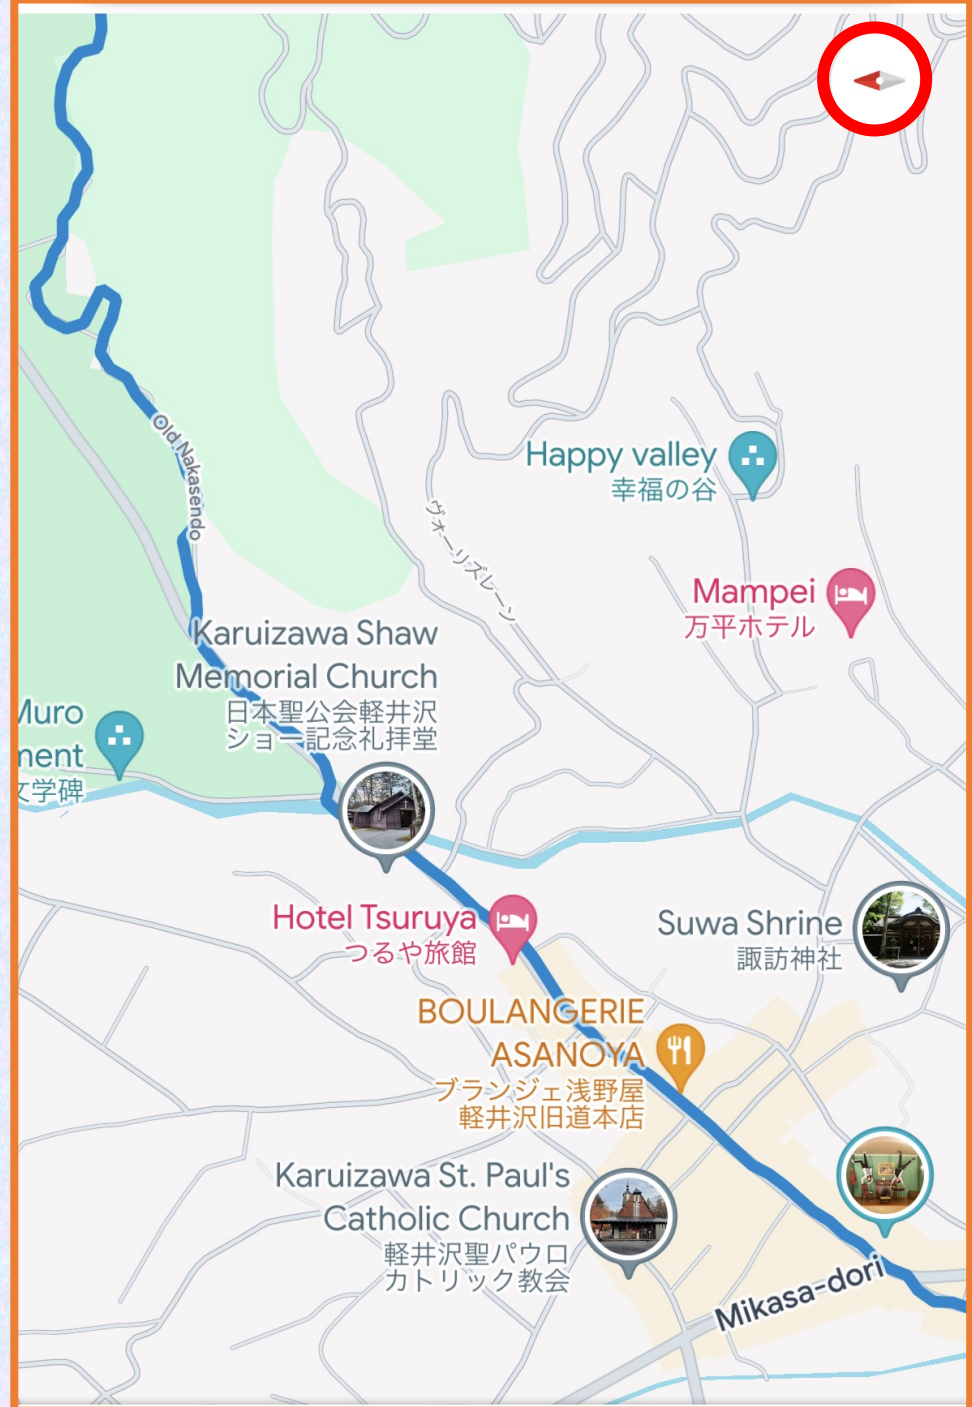 Old Nakasendo
Happy valley
幸福の谷
ヴォーリズレーン
Mampei
万平ホテル
Karuizawa Shaw
Memorial Church
日本聖公会軽井沢
ショー記念礼拝堂
Muro
ment
文学碑
Hotel Tsuruya
つるや旅館
Suwa Shrine
諏訪神社
BOULANGERIE
ASANOYA
ブランジェ浅野屋
軽井沢旧道本店
Karuizawa St. Paul's
Catholic Church
軽井沢聖パウロ
カトリック教会
Mikasa-dori